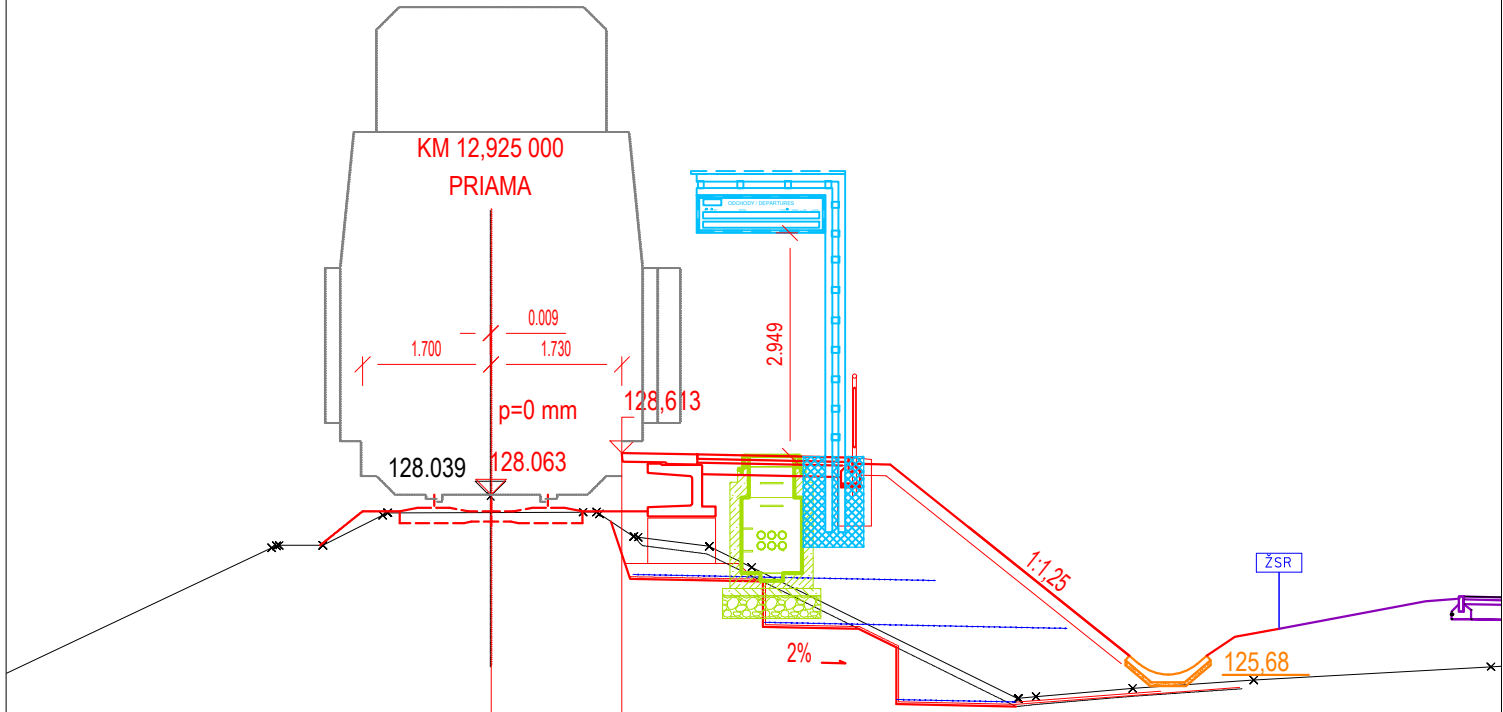 KM 12,925 000
PRIAMA
ODCHODY / DEPARTURES
0.009
1.700
1.730
2.949
p=0 mm
128,613
128.039
128.063
1:1,25
ŽSR
2%
125,68